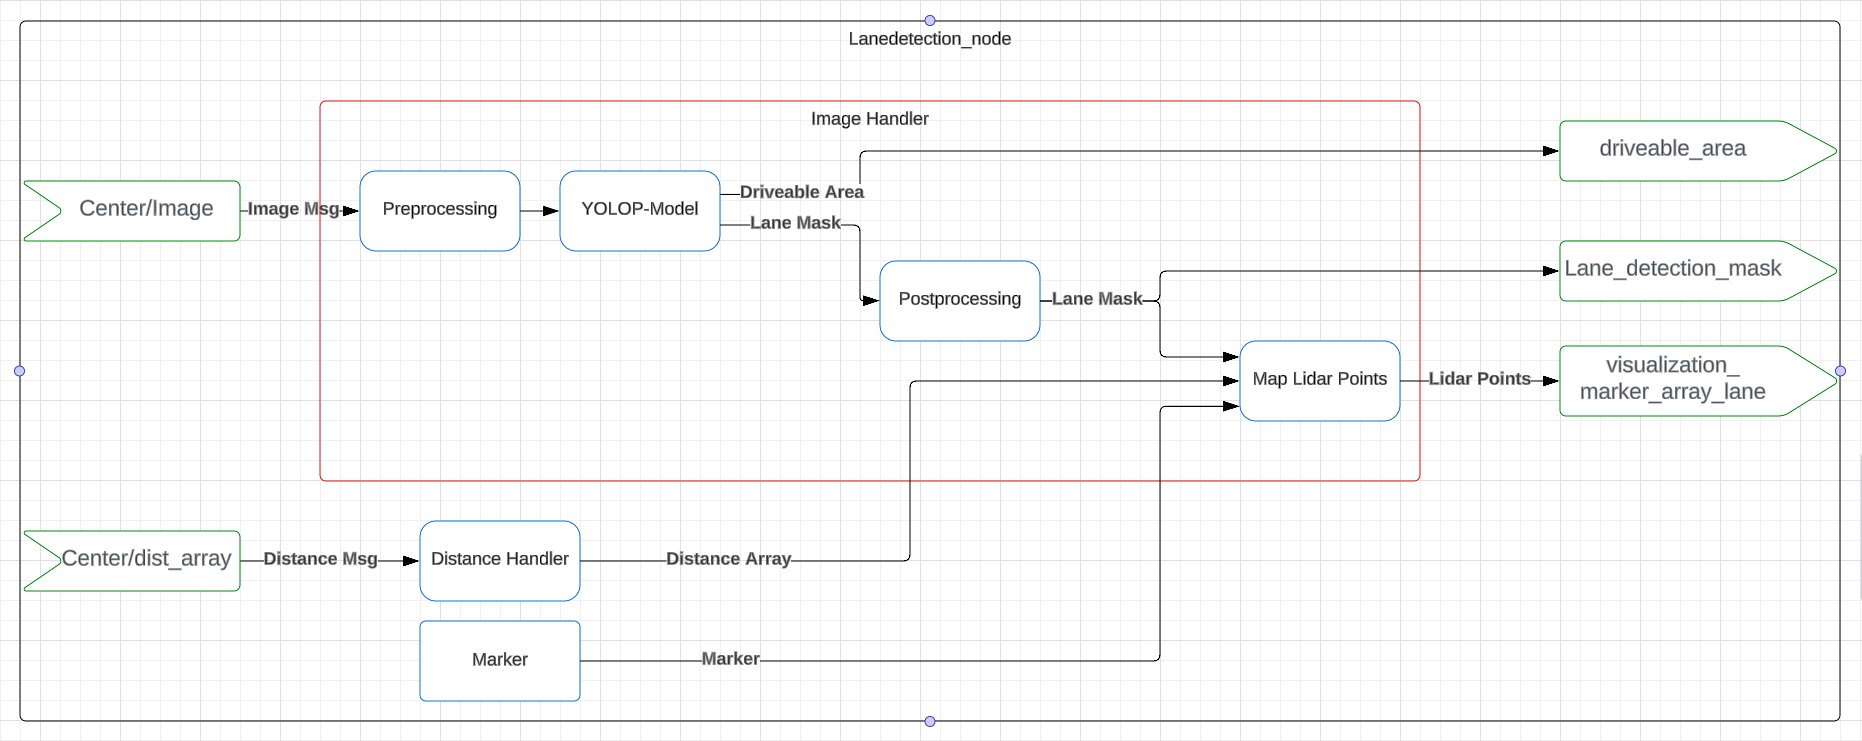 Lanedetection_node
Image Handler
driveable_area
Center/Image
Image Msg
Preprocessing
YOLOP-Model
Driveable Area
Lane Mask
Lane_detection_mask
Postprocessing
Lane Mask
Map Lidar Points
Lidar Points
visualization_
marker_array_lane
Center/dist_array
Distance Msg
Distance Handler
Distance Array
Marker
Marker